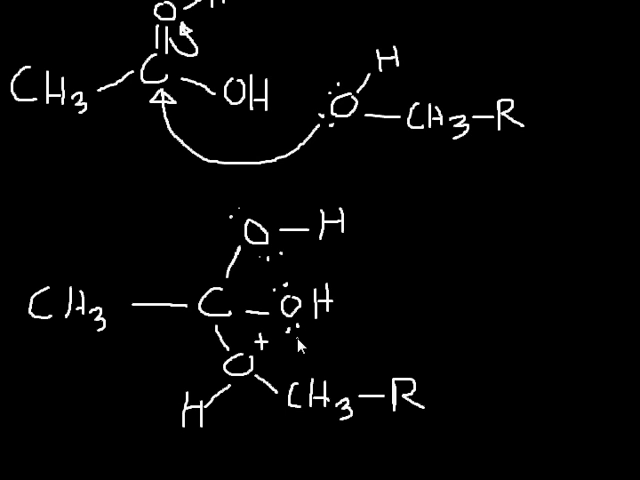 O-H
CH3 C OH
O H
CH3-R
O-H
CH3 - C - OH
+
O
H CH3-R